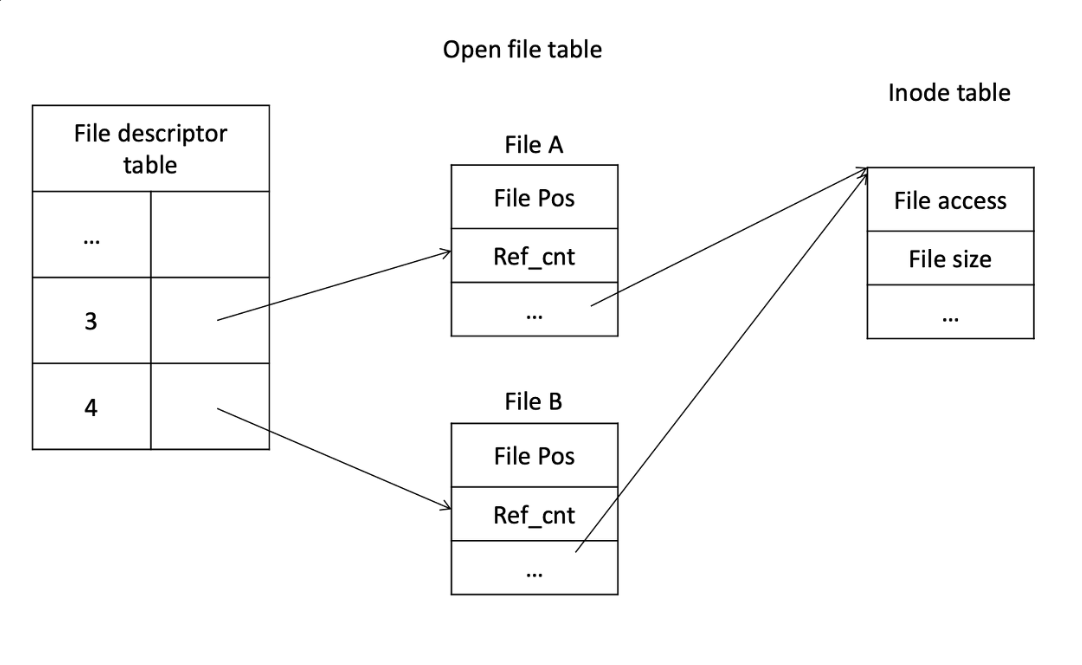 Open file table
Inode table
File descriptor
table
...
3
4
File A
File Pos
Ref_cnt
...
File B
File Pos
Ref_cnt
...
File access
File size
...